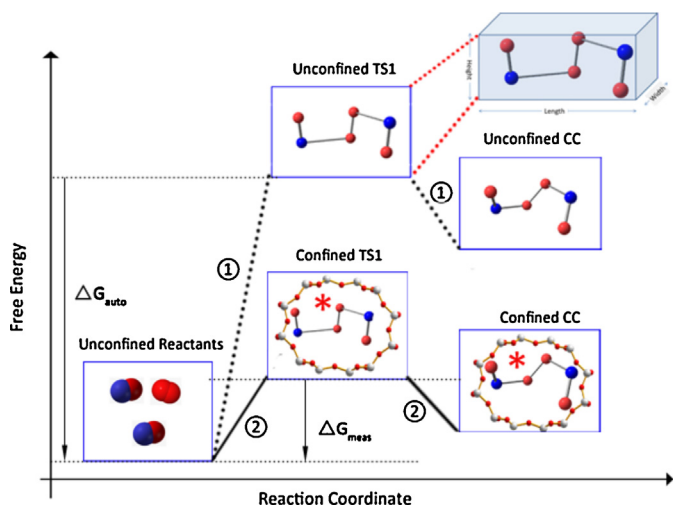 Unconfined TS1
Height
Length
Width
Unconfined CC
①
Free Energy
①
△G_auto
Confined TS1
*
Unconfined Reactants
Confined CC
*
②
△G_meas
②
Reaction Coordinate